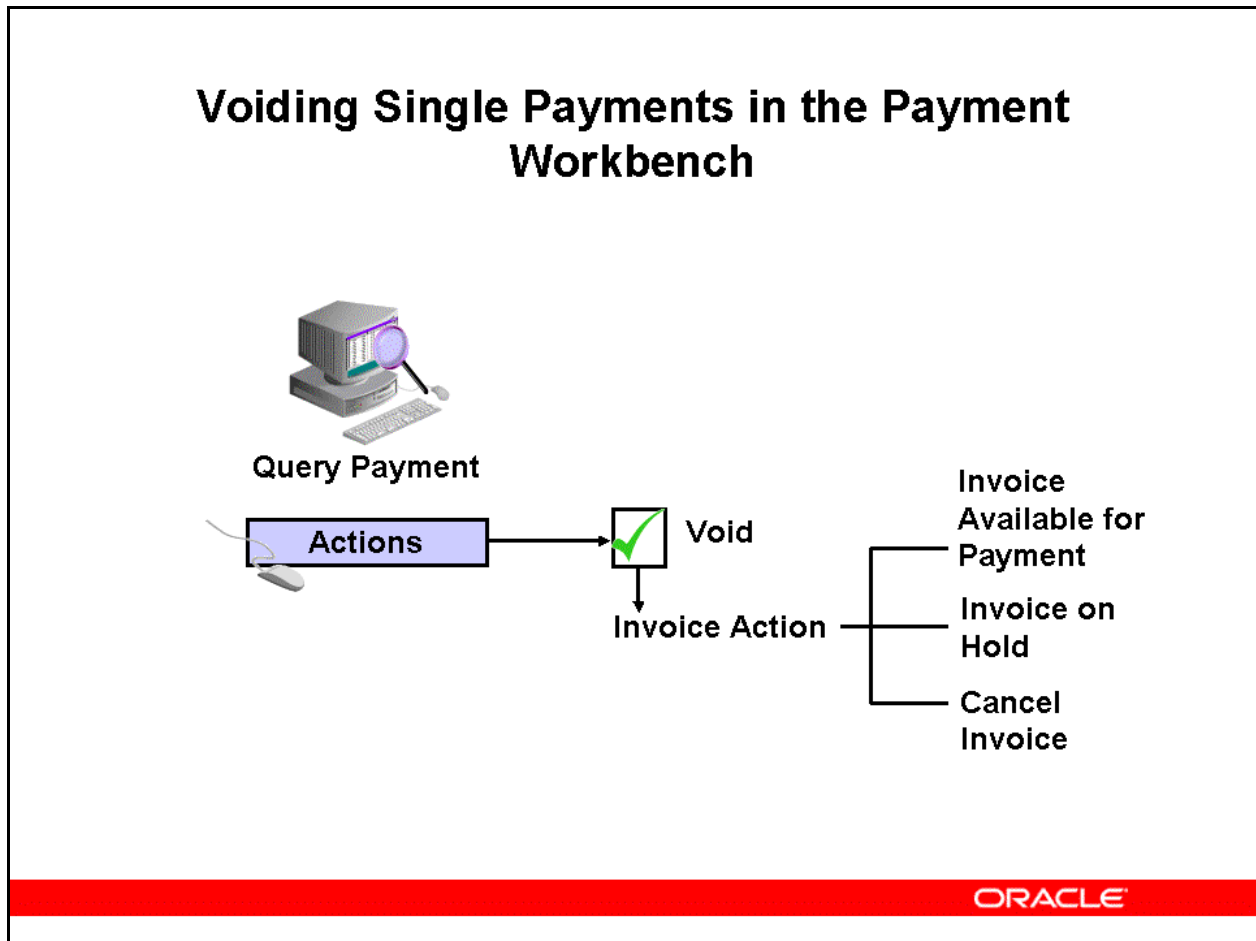 Voiding Single Payments in the Payment
Workbench
Query Payment
Actions
Void
Invoice Action
Invoice
Available for
Payment
Invoice on
Hold
Cancel
Invoice
ORACLE